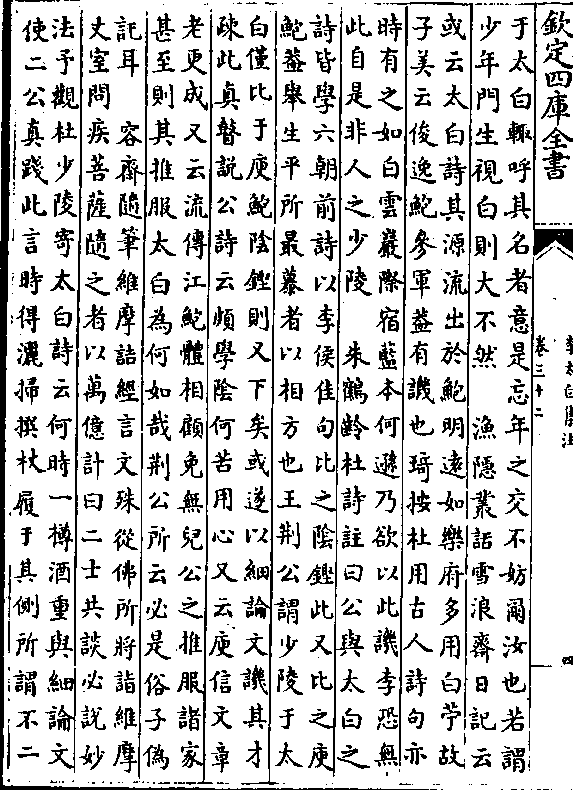 欽定四庫全書
李太白集注
卷三十二
四
于太白輙呼其名者意是忘年之交不妨爾汝也若謂
少年門生視白則大不然　漁隱叢話雪浪齋日記云
或云太白詩其源流出於鮑明遠如樂府多用白苧故
子美云俊逸鮑參軍葢有譏也琦按杜用古人詩句亦
時有之如白雲巖際宿藍本何遜乃欲以此譏李恐無
此自是非人之少陵　朱鶴齡杜詩註曰公與太白之
詩皆學六朝前詩以李侯佳句比之陰鏗此又比之庾
鮑葢舉生平所最慕者以相方也王荆公謂少陵于太
白僅比于庾鮑陰鏗則又下矣或遂以細論文譏其才
疎此真瞽說公詩云頗學陰何苦用心又云庾信文章
老更成又云流傳江鮑體相顧免無兒公之推服諸家
甚至則其推服太白為何如哉荆公所云必是俗子偽
託耳　容齋隨筆維摩詰經言文殊從佛所將詣維摩
丈室問疾菩薩隨之者以萬億計曰二士共談必說妙
法予觀杜少陵寄太白詩云何時一樽酒重與細論文
使二公真踐此言時得灑掃撰杖屨于其側所謂不二